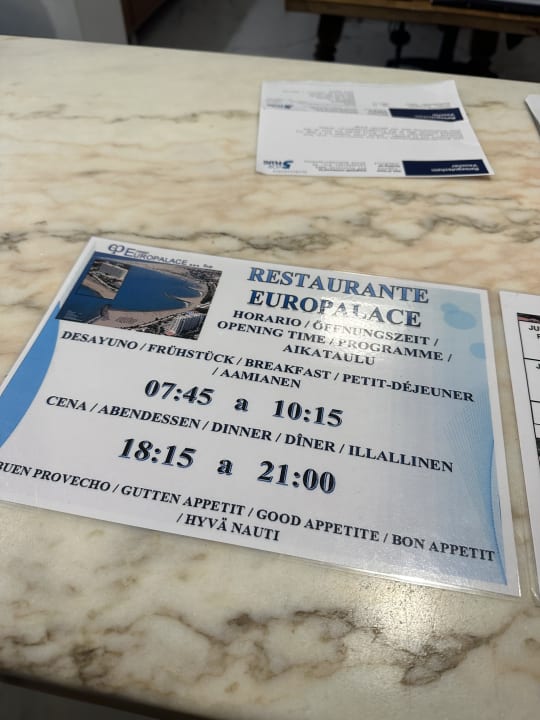 EUROPALACE
RESTAURANTE
EUROPALACE
HORARIO / ÖFFNUNGSZEIT /
OPENING TIME / PROGRAMME /
AIKATAULU
DESAYUNO / FRÜHSTÜCK / BREAKFAST / PETIT-DÉJEUNER
/ AAMIANEN
07:45 a 10:15
CENA / ABENDESSEN / DINNER / DÎNER / ILLALLINEN
18:15 a 21:00
BUEN PROVECHO / GUTTEN APPETIT / GOOD APPETITE / BON APPETIT
/ HYVÄ NAUTI